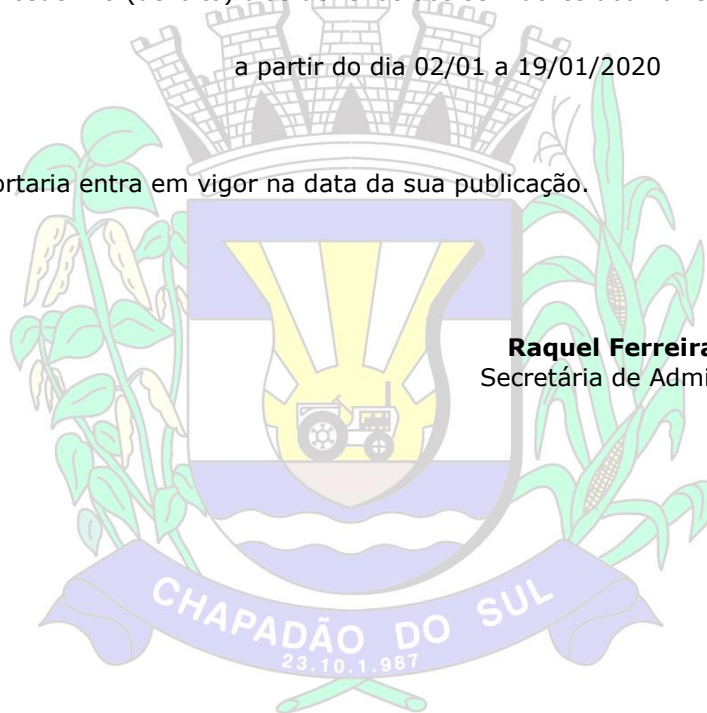 a partir do dia 02/01 a 19/01/2020
ortaria entra em vigor na data da sua publicação.
Raquel Ferreira
Secretária de Admi
CHAPADÃO DO SUL
23.10.1.987